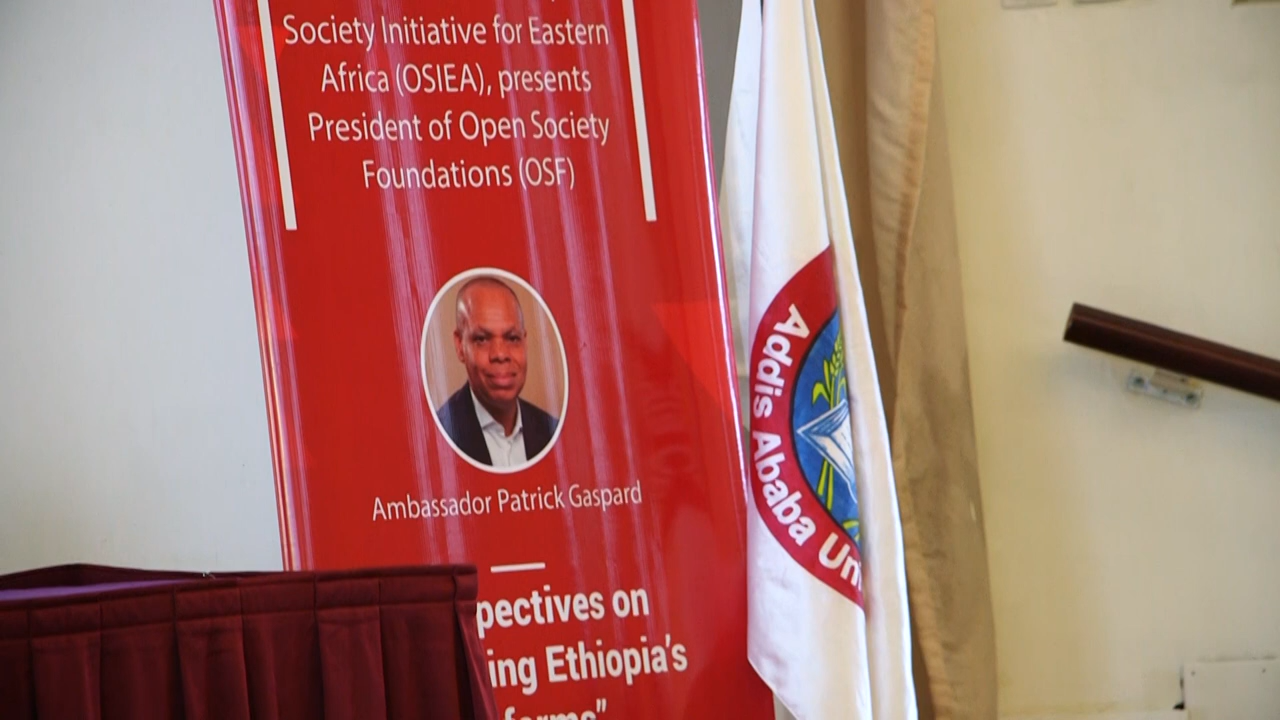 Society Initiative for Eastern
Africa (OSIEA), presents
President of Open Society
Foundations (OSF)
Ambassador Patrick Gaspard
pectives on
ing Ethiopia's
forms"
Addis Ababa Un